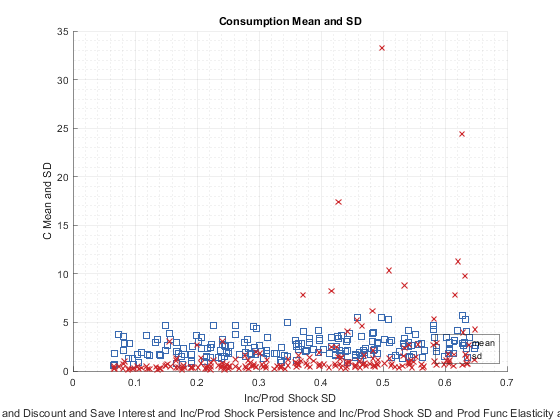 Consumption Mean and SD
35
30
25
20
15
10
5
0
C Mean and SD
mean
sd
0
0.1
0.2
0.3
0.4
0.5
0.6
0.7
Inc/Prod Shock SD
and Discount and Save Interest and Inc/Prod Shock Persistence and Inc/Prod Shock SD and Prod Func Elasticity